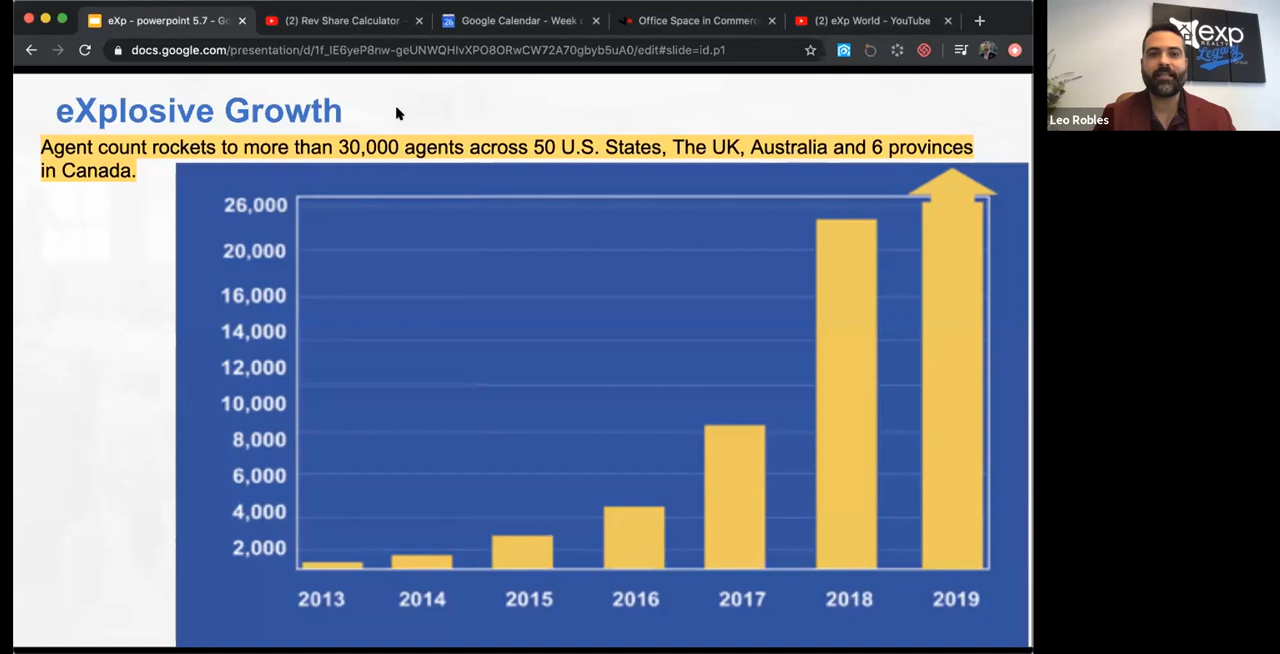 eXp - powerpoint 5.7 - Go
(2) Rev Share Calculator -
Google Calendar - Week
Office Space in Commer
(2) eXp World - YouTube
docs.google.com/presentation/d/1f_IE6yeP8nw-geUNWQHIvXPO8ORwCW72A70gbyb5uA0/edit#slide=id.p1
eXplosive Growth
Agent count rockets to more than 30,000 agents across 50 U.S. States, The UK, Australia and 6 provinces
in Canada.
26,000
20,000
16,000
14,000
12,000
10,000
8,000
6,000
4,000
2,000
2013 2014 2015 2016 2017 2018 2019
exp
REALTY
Legacy
Leo Robles